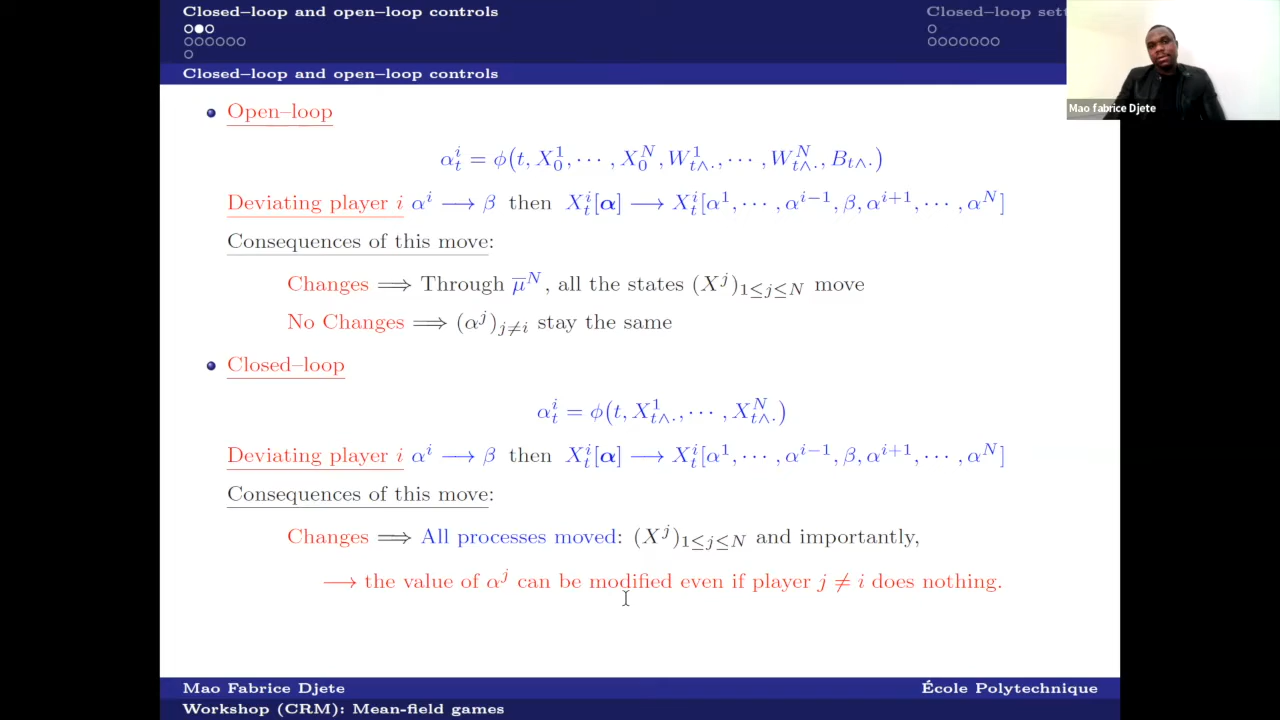 Closed–loop and open–loop controls
Closed–loop set
Mao fabrice Djete
Closed–loop and open–loop controls
Open–loop
α^i_t = ϕ(t, X^1_0, ⋯ , X^N_0, W^1_{t∧·}, ⋯ , W^N_{t∧·}, B_{t∧·})
Deviating player i α^i ⟶ β then X^i_t[α] ⟶ X^i_t[α^1, ⋯ , α^{i−1}, β, α^{i+1}, ⋯ , α^N]
Consequences of this move:
Changes ⟹ Through μ̅^N, all the states (X^j)_{1≤j≤N} move
No Changes ⟹ (α^j)_{j≠i} stay the same
Closed–loop
α^i_t = ϕ(t, X^1_{t∧·}, ⋯ , X^N_{t∧·})
Deviating player i α^i ⟶ β then X^i_t[α] ⟶ X^i_t[α^1, ⋯ , α^{i−1}, β, α^{i+1}, ⋯ , α^N]
Consequences of this move:
Changes ⟹ All processes moved: (X^j)_{1≤j≤N} and importantly,
⟶ the value of α^j can be modified even if player j ≠ i does nothing.
Mao Fabrice Djete
École Polytechnique
Workshop (CRM): Mean-field games